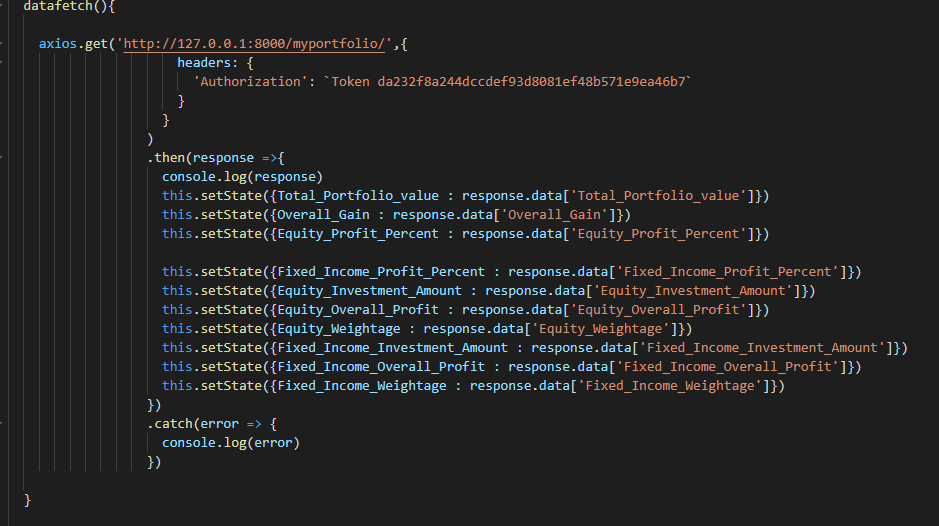 datafetch(){
axios.get('http://127.0.0.1:8000/myportfolio/',{
headers: {
'Authorization': `Token da232f8a244dccdef93d8081ef48b571e9ea46b7`
}
}
)
.then(response =>{
console.log(response)
this.setState({Total_Portfolio_value : response.data['Total_Portfolio_value']})
this.setState({Overall_Gain : response.data['Overall_Gain']})
this.setState({Equity_Profit_Percent : response.data['Equity_Profit_Percent']})
this.setState({Fixed_Income_Profit_Percent : response.data['Fixed_Income_Profit_Percent']})
this.setState({Equity_Investment_Amount : response.data['Equity_Investment_Amount']})
this.setState({Equity_Overall_Profit : response.data['Equity_Overall_Profit']})
this.setState({Equity_Weightage : response.data['Equity_Weightage']})
this.setState({Fixed_Income_Investment_Amount : response.data['Fixed_Income_Investment_Amount']})
this.setState({Fixed_Income_Overall_Profit : response.data['Fixed_Income_Overall_Profit']})
this.setState({Fixed_Income_Weightage : response.data['Fixed_Income_Weightage']})
})
.catch(error => {
console.log(error)
})
}